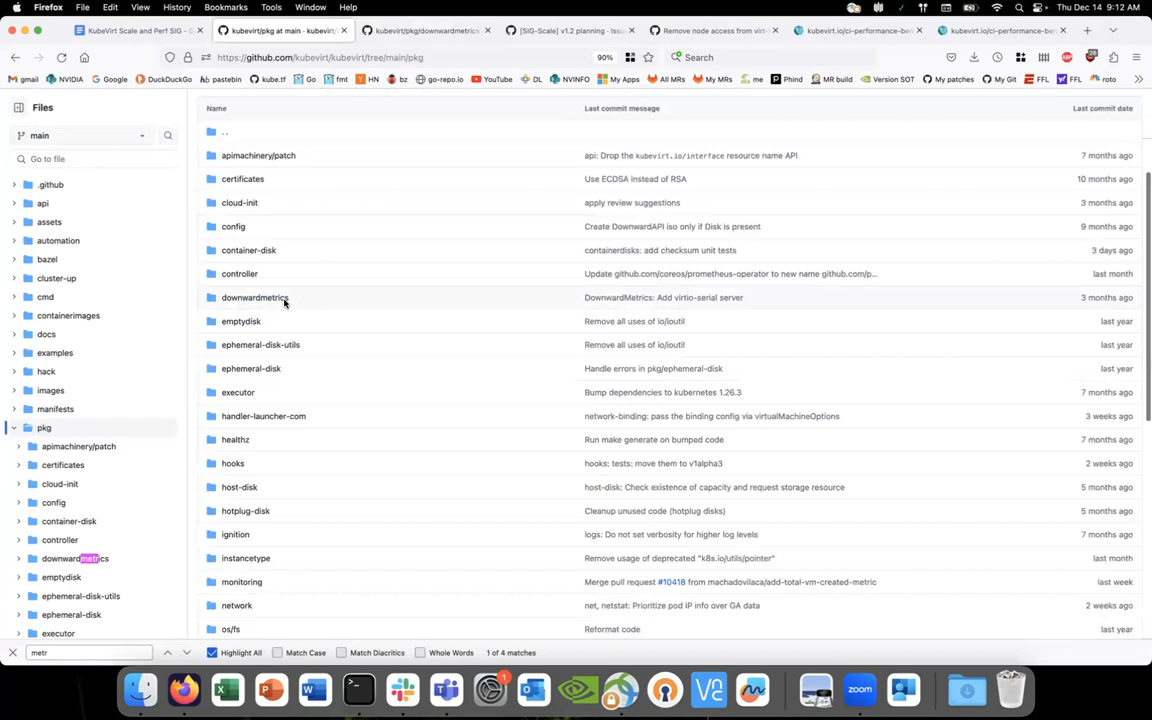 Firefox File Edit View History Bookmarks Tools Window Help Thu Dec 14 9:12 AM
KubeVirt Scale and Perf SIG - G kubevirt/pkg at main · kubevirt/ kubevirt/pkg/downwardmetrics [SIG-Scale] v1.2 planning · Issu Remove node access from virt- kubevirt.io/ci-performance-ben kubevirt.io/ci-performance-ben
https://github.com/kubevirt/kubevirt/tree/main/pkg 90% Search
gmail NVIDIA Google DuckDuckGo pastebin kube.tf Go fmt HN bz go-repo.io YouTube DL NVINFO My Apps All MRs My MRs me Phind MR build Version SOT My patches My Git FFL FFL roto
Files
main
Go to file
.github
api
assets
automation
bazel
cluster-up
cmd
containerimages
docs
examples
hack
images
manifests
pkg
apimachinery/patch
certificates
cloud-init
config
container-disk
controller
downwardmetrics
emptydisk
ephemeral-disk-utils
ephemeral-disk
executor
Name Last commit message Last commit date
..
apimachinery/patch api: Drop the kubevirt.io/interface resource name API 7 months ago
certificates Use ECDSA instead of RSA 10 months ago
cloud-init apply review suggestions 3 months ago
config Create DownwardAPI iso only if Disk is present 9 months ago
container-disk containerdisks: add checksum unit tests 3 days ago
controller Update github.com/coreos/prometheus-operator to new name github.com/p... last month
downwardmetrics DownwardMetrics: Add virtio-serial server 3 months ago
emptydisk Remove all uses of io/ioutil last year
ephemeral-disk-utils Remove all uses of io/ioutil last year
ephemeral-disk Handle errors in pkg/ephemeral-disk last year
executor Bump dependencies to kubernetes 1.26.3 7 months ago
handler-launcher-com network-binding: pass the binding config via virtualMachineOptions 3 weeks ago
healthz Run make generate on bumped code 7 months ago
hooks hooks: tests: move them to v1alpha3 2 weeks ago
host-disk host-disk: Check existence of capacity and request storage resource 5 months ago
hotplug-disk Cleanup unused code (hotplug disks) 5 months ago
ignition logs: Do not set verbosity for higher log levels 7 months ago
instancetype Remove usage of deprecated "k8s.io/utils/pointer" last month
monitoring Merge pull request #10418 from machadovilaca/add-total-vm-created-metric last week
network net, netstat: Prioritize pod IP info over GA data 2 weeks ago
os/fs Reformat code last year
metr Highlight All Match Case Match Diacritics Whole Words 1 of 4 matches
1
zoom